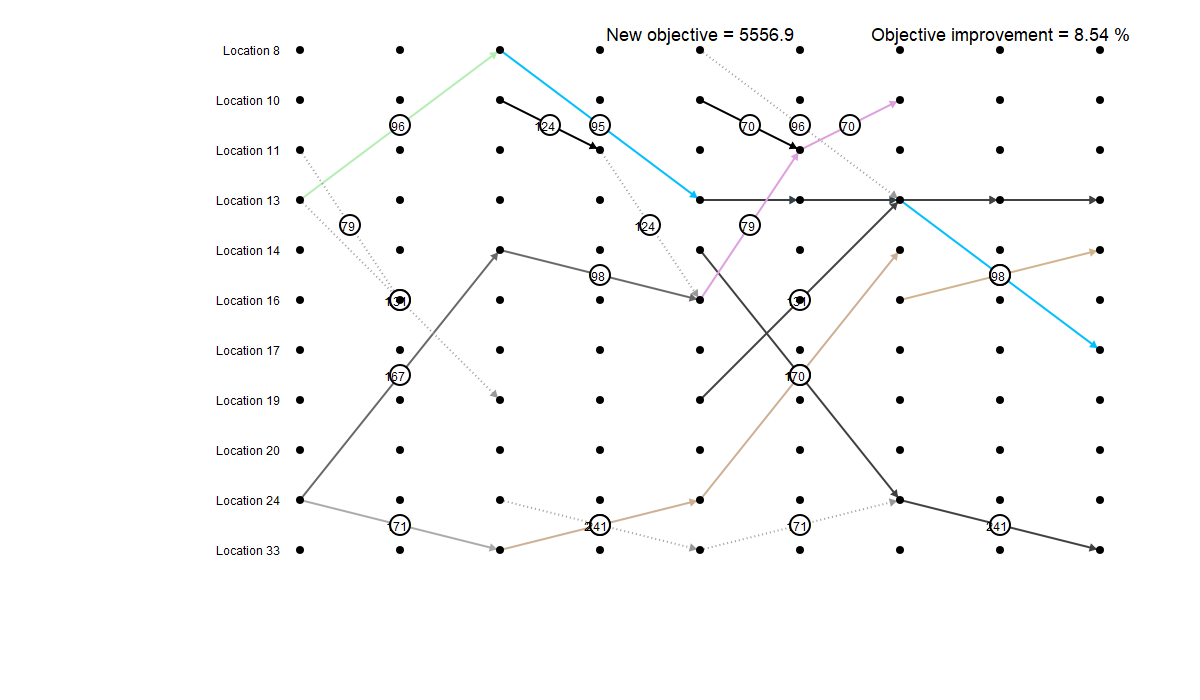 New objective = 5556.9 Objective improvement = 8.54 %
Location 8
Location 10
96 124 95 70 96 70
Location 11
Location 13
79 124 79
Location 14
98 98
Location 16
131 131
Location 17
167 170
Location 19
Location 20
Location 24
71 241 71 241
Location 33